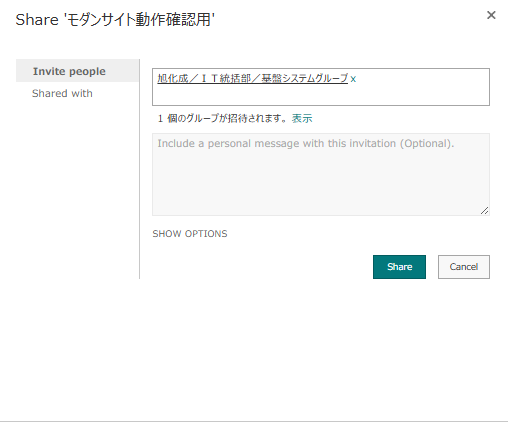 Share 'モダンサイト動作確認用'
Invite people
Shared with
旭化成／ＩＴ統括部／基盤システムグループ x
1 個のグループが招待されます。 表示
Include a personal message with this invitation (Optional).
SHOW OPTIONS
Share
Cancel